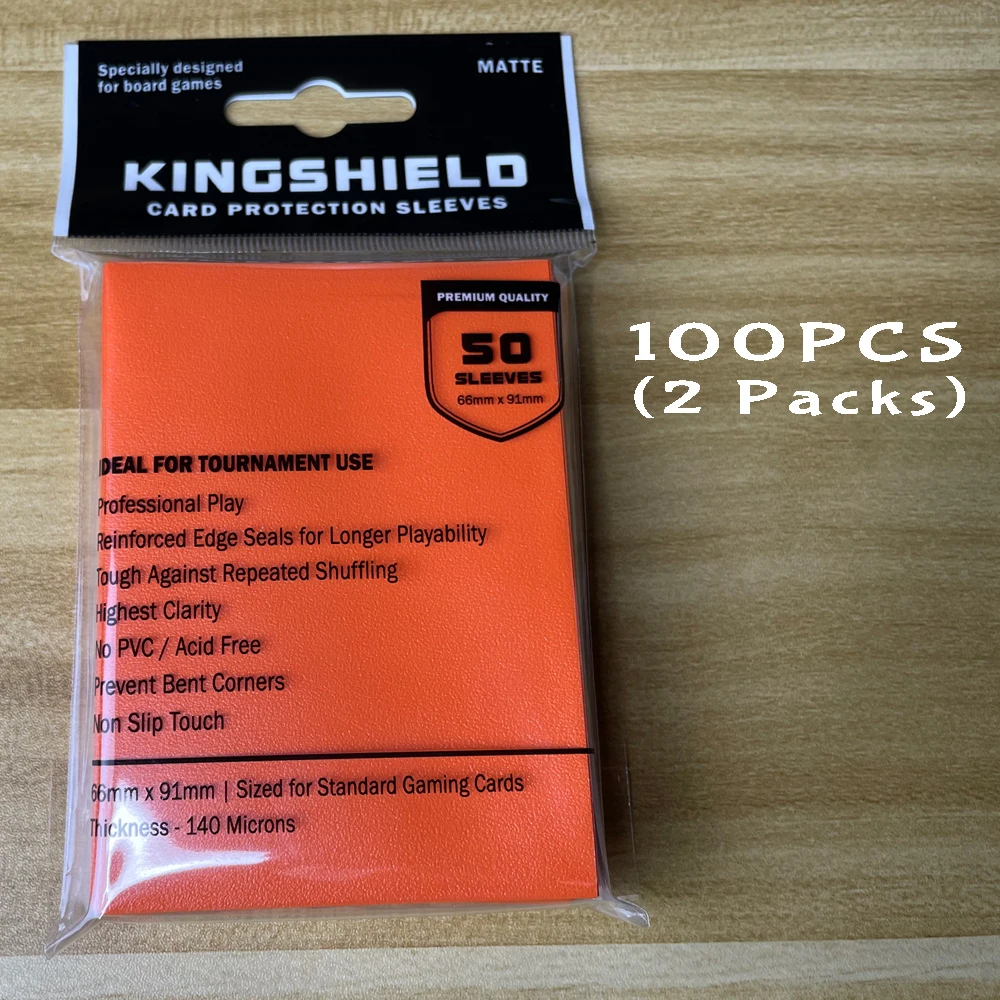 Specially designed
for board games
MATTE
KINGSHIELD
CARD PROTECTION SLEEVES
PREMIUM QUALITY
50
SLEEVES
66mm x 91mm
100PCS
(2 Packs)
IDEAL FOR TOURNAMENT USE
Professional Play
Reinforced Edge Seals for Longer Playability
Tough Against Repeated Shuffling
Highest Clarity
No PVC / Acid Free
Prevent Bent Corners
Non Slip Touch
66mm x 91mm | Sized for Standard Gaming Cards
Thickness - 140 Microns